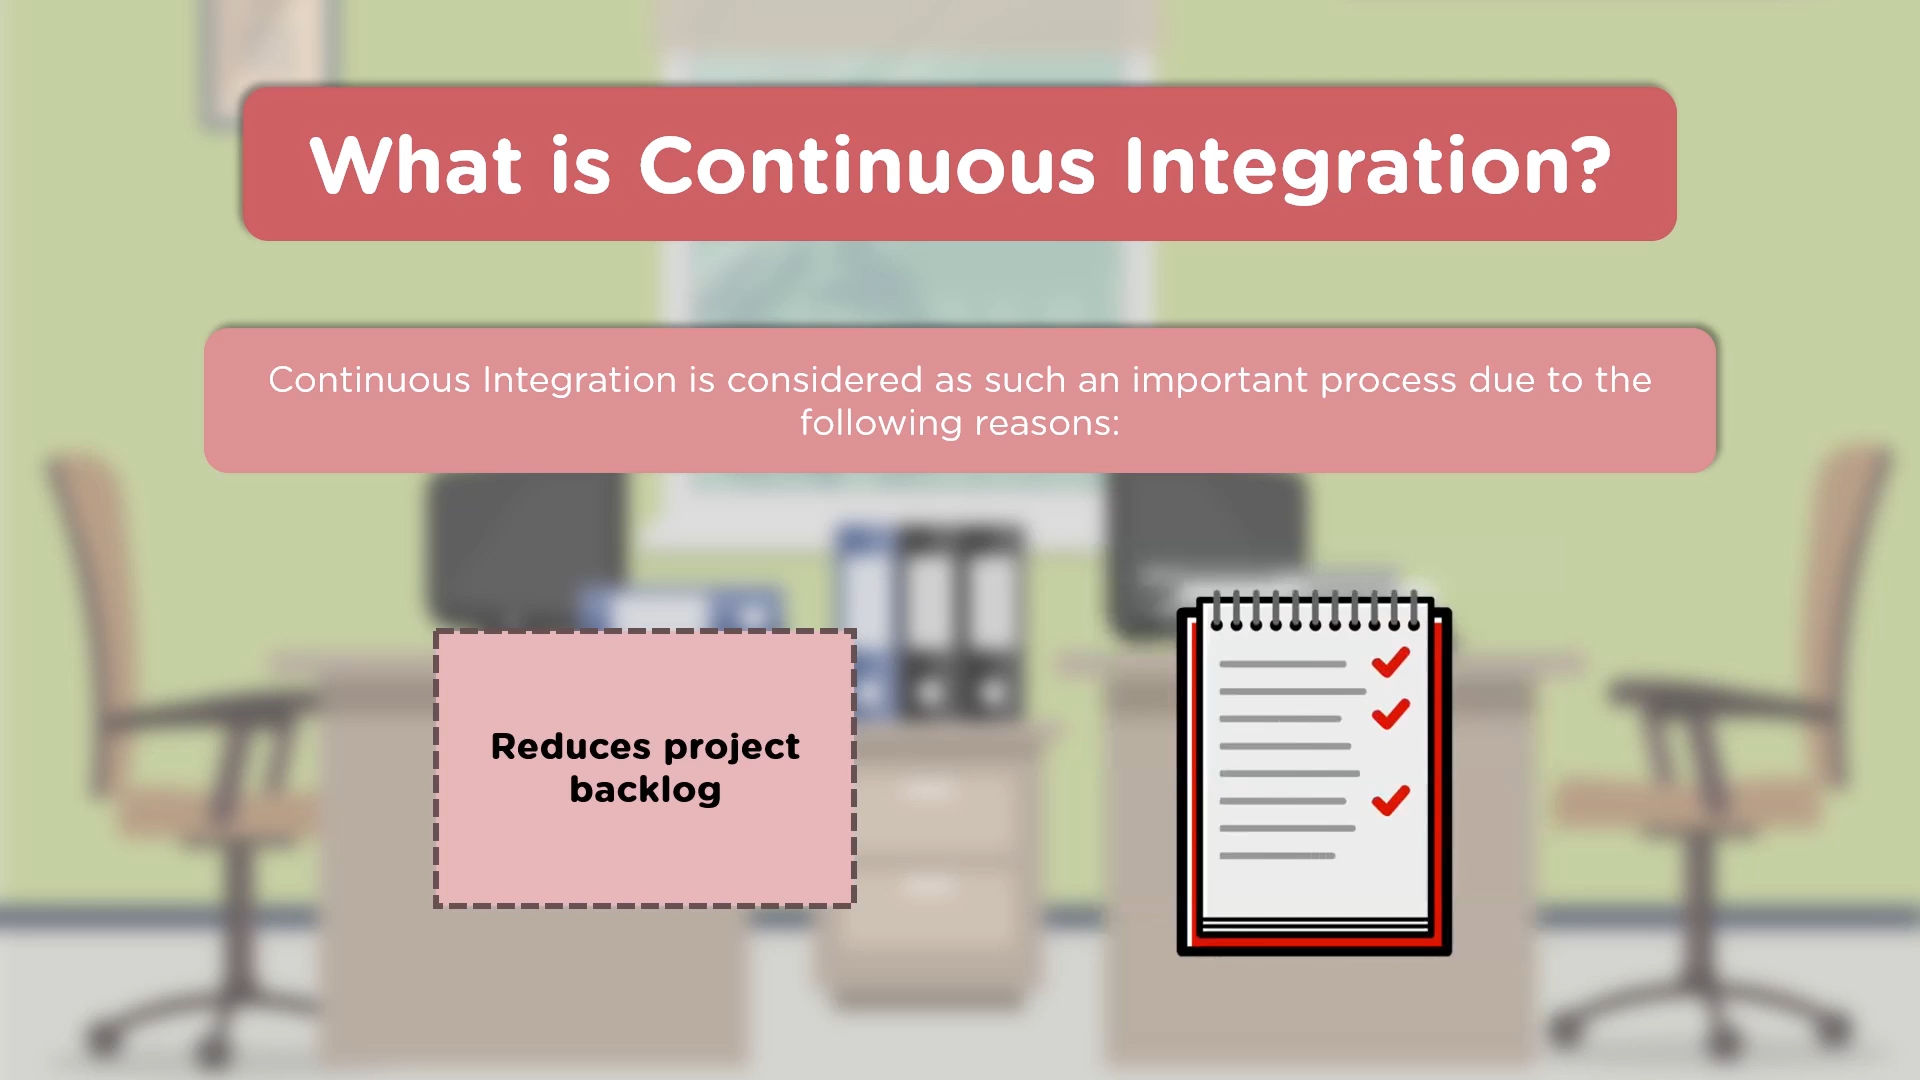 What is Continuous Integration?
Continuous Integration is considered as such an important process due to the
following reasons:
Reduces project
backlog